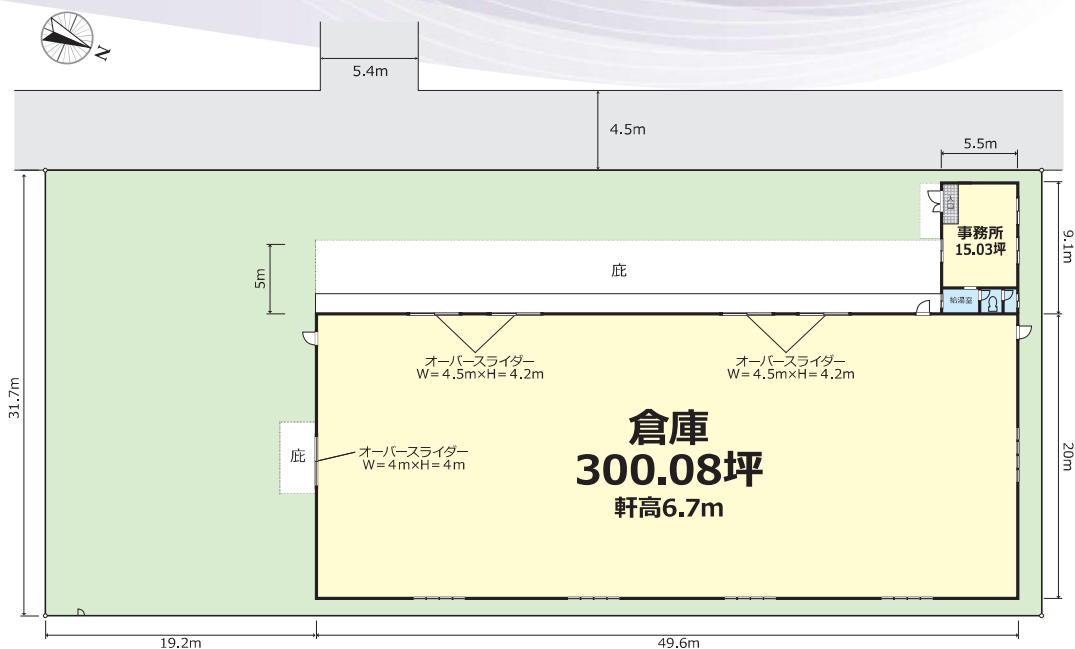 N
5.4m
4.5m
5.5m
入口
事務所
15.03坪
9.1m
5m
庇
給湯室
オーバースライダー
W=4.5m×H=4.2m
オーバースライダー
W=4.5m×H=4.2m
31.7m
庇
オーバースライダー
W=4m×H=4m
倉庫
300.08坪
軒高6.7m
20m
19.2m
49.6m